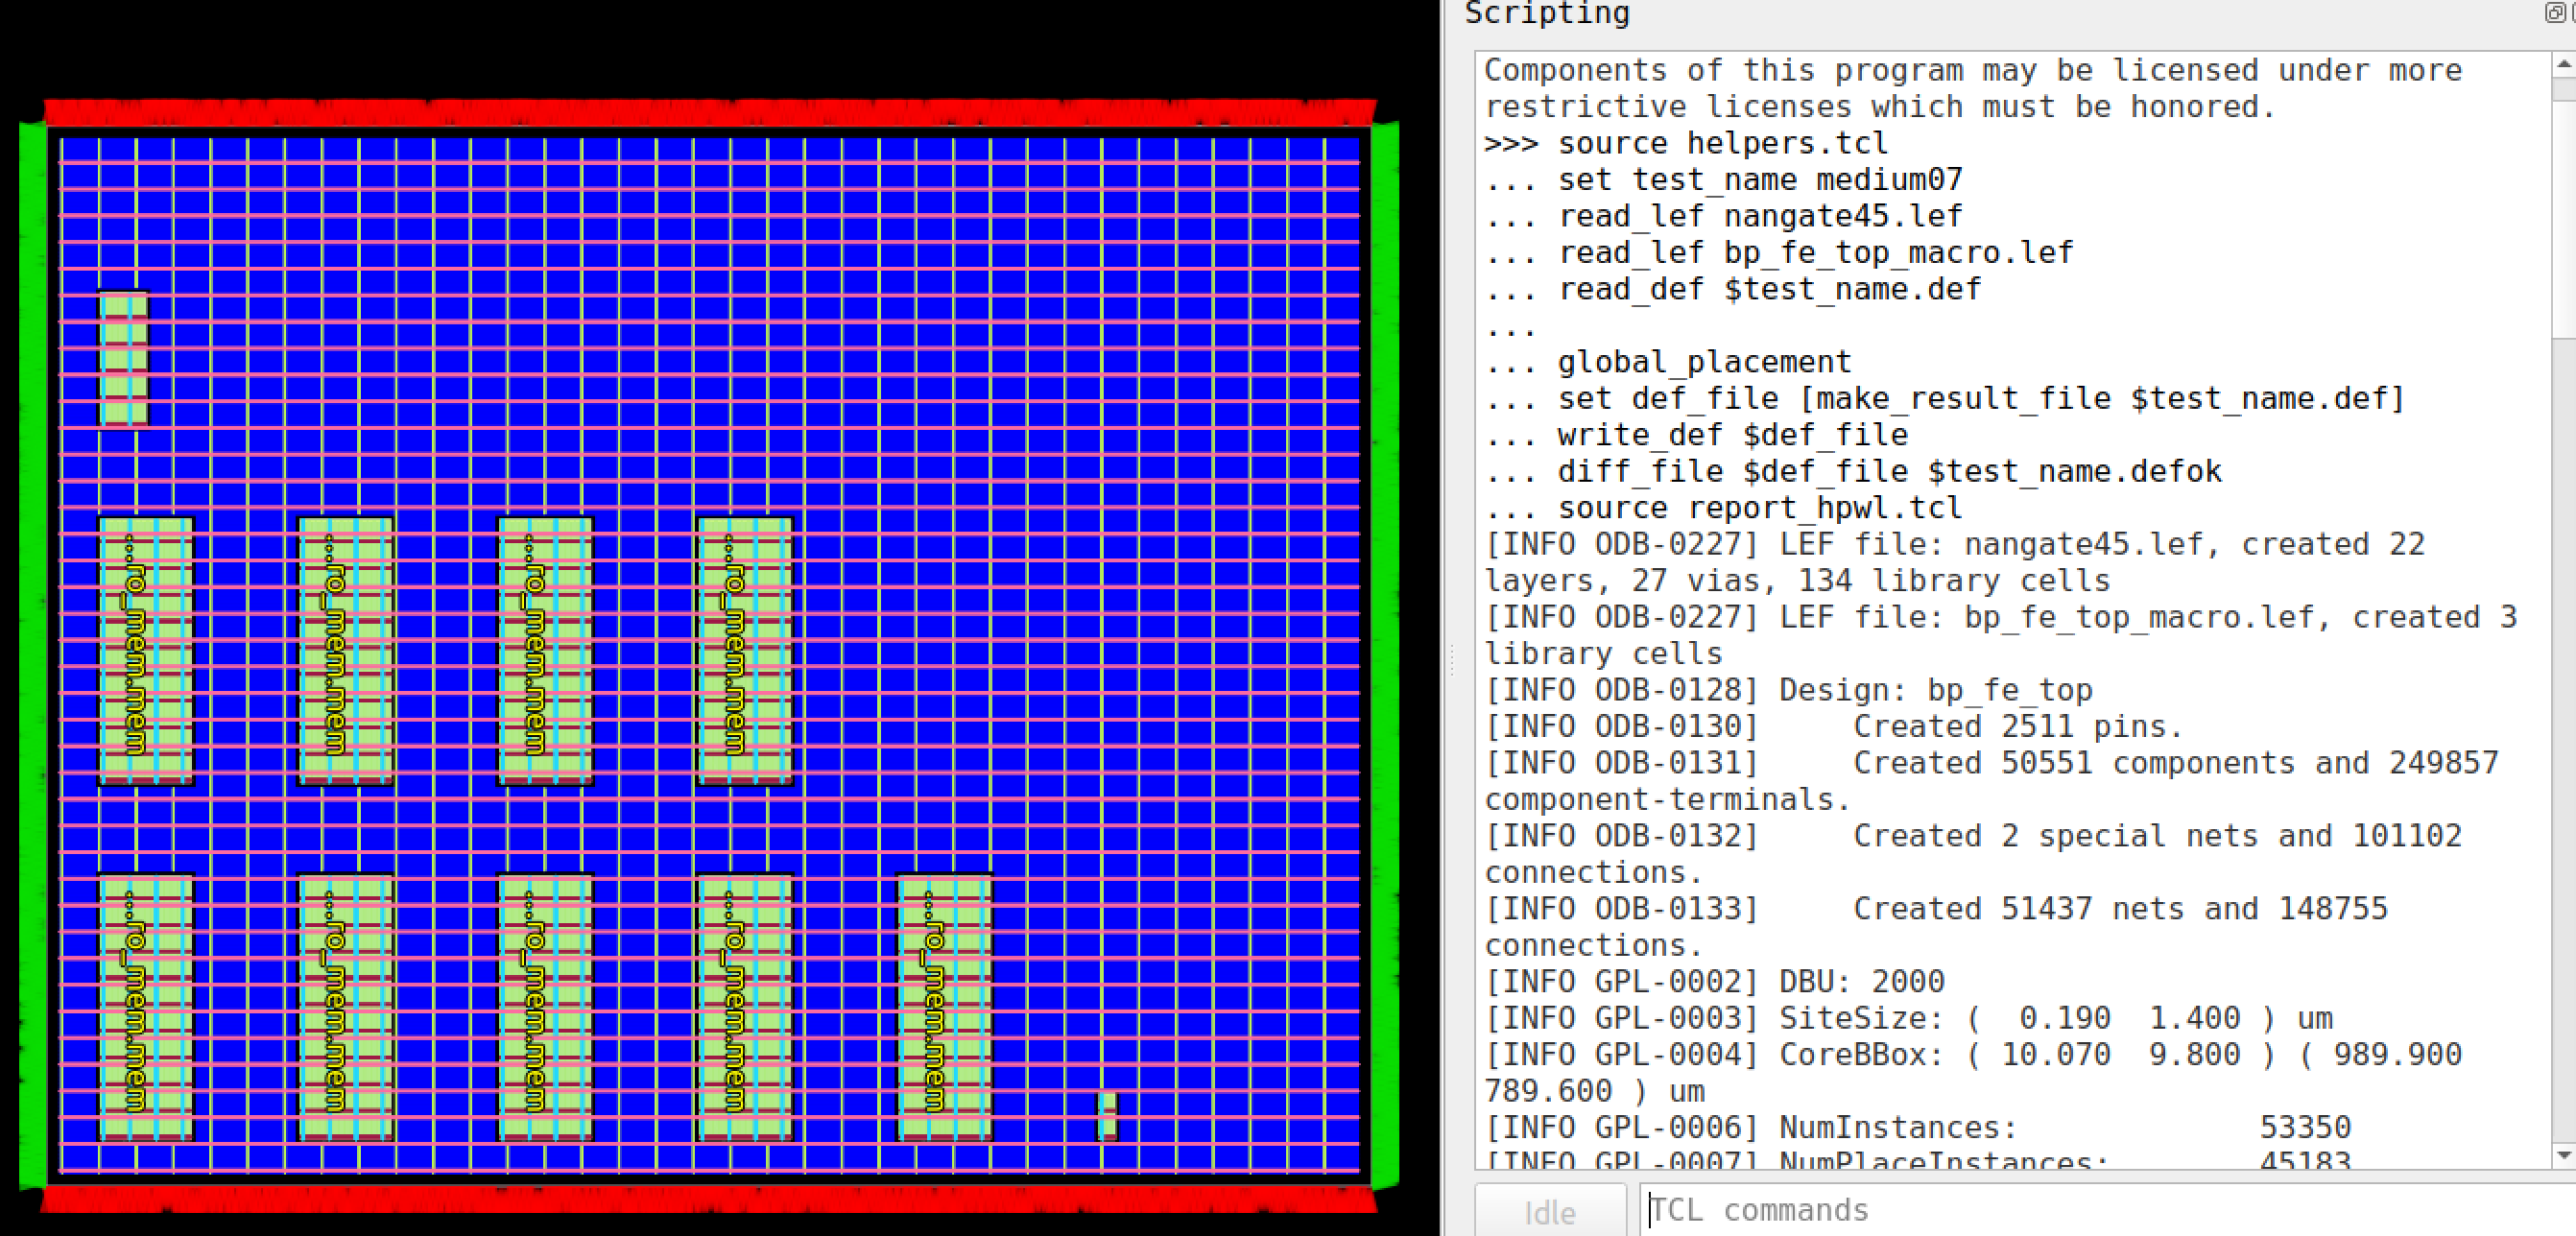 Scripting
Components of this program may be licensed under more
restrictive licenses which must be honored.
>>> source helpers.tcl
... set test_name medium07
... read_lef nangate45.lef
... read_lef bp_fe_top_macro.lef
... read_def $test_name.def
...
... global_placement
... set def_file [make_result_file $test_name.def]
... write_def $def_file
... diff_file $def_file $test_name.defok
... source report_hpwl.tcl
[INFO ODB-0227] LEF file: nangate45.lef, created 22
layers, 27 vias, 134 library cells
[INFO ODB-0227] LEF file: bp_fe_top_macro.lef, created 3
library cells
[INFO ODB-0128] Design: bp_fe_top
[INFO ODB-0130]     Created 2511 pins.
[INFO ODB-0131]     Created 50551 components and 249857
component-terminals.
[INFO ODB-0132]     Created 2 special nets and 101102
connections.
[INFO ODB-0133]     Created 51437 nets and 148755
connections.
[INFO GPL-0002] DBU: 2000
[INFO GPL-0003] SiteSize: (  0.190  1.400 ) um
[INFO GPL-0004] CoreBBox: ( 10.070  9.800 ) ( 989.900
789.600 ) um
[INFO GPL-0006] NumInstances:             53350
[INFO GPL-0007] NumPlaceInstances:        45183
Idle
TCL commands
...ro_mem.mem
...ro_mem.mem
...ro_mem.mem
...ro_mem.mem
...ro_mem.mem
...ro_mem.mem
...ro_mem.mem
...ro_mem.mem
...ro_mem.mem